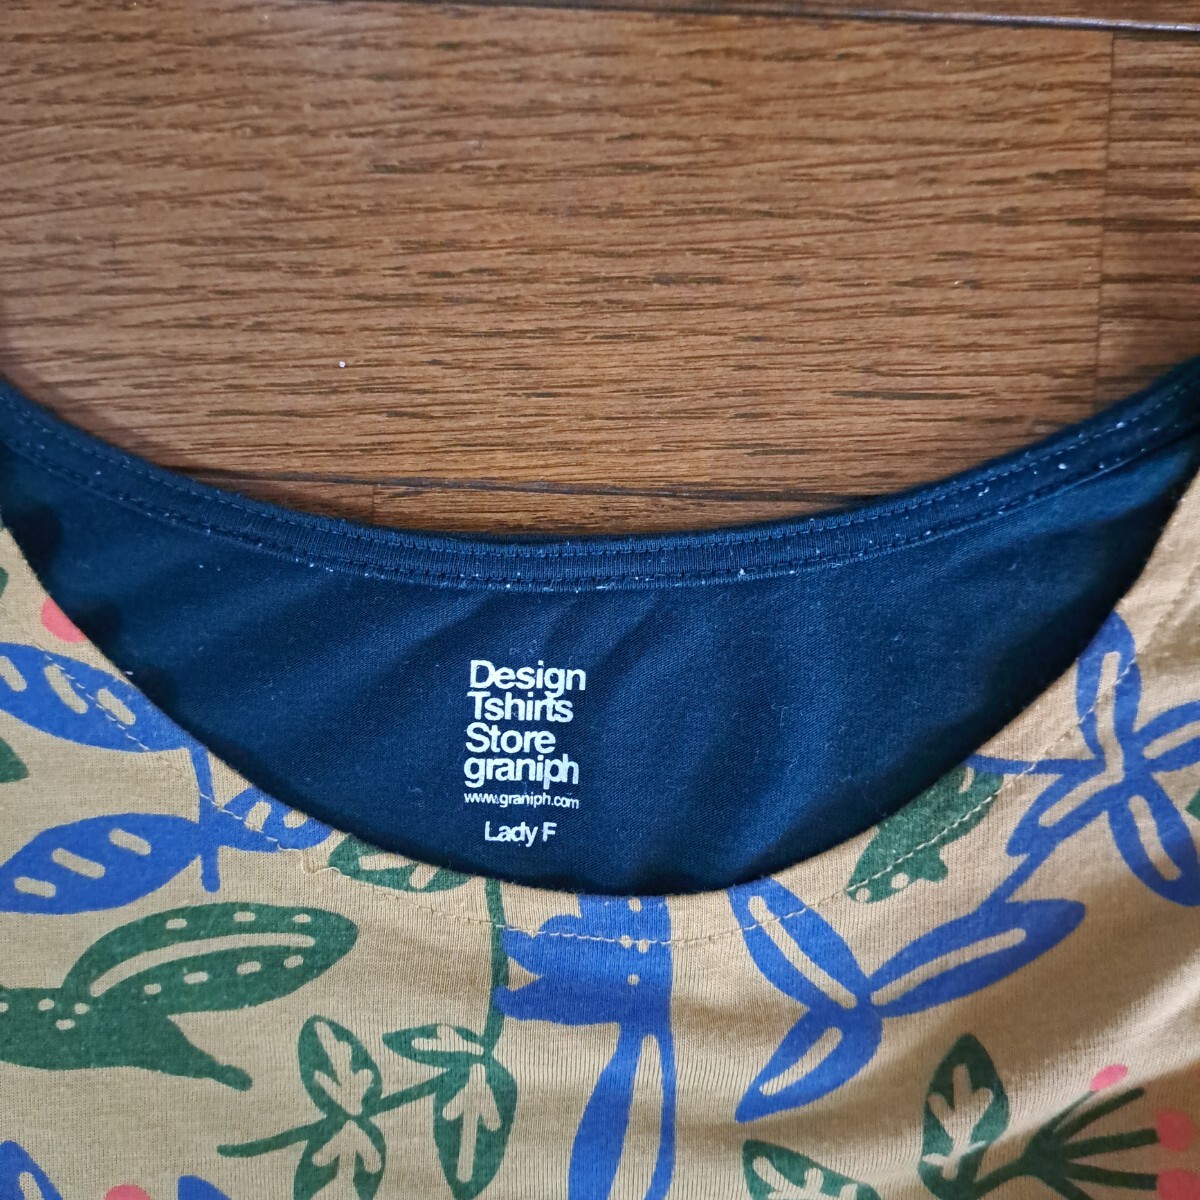 Design
Tshirts
Store
graniph
www.graniph.com
Lady F